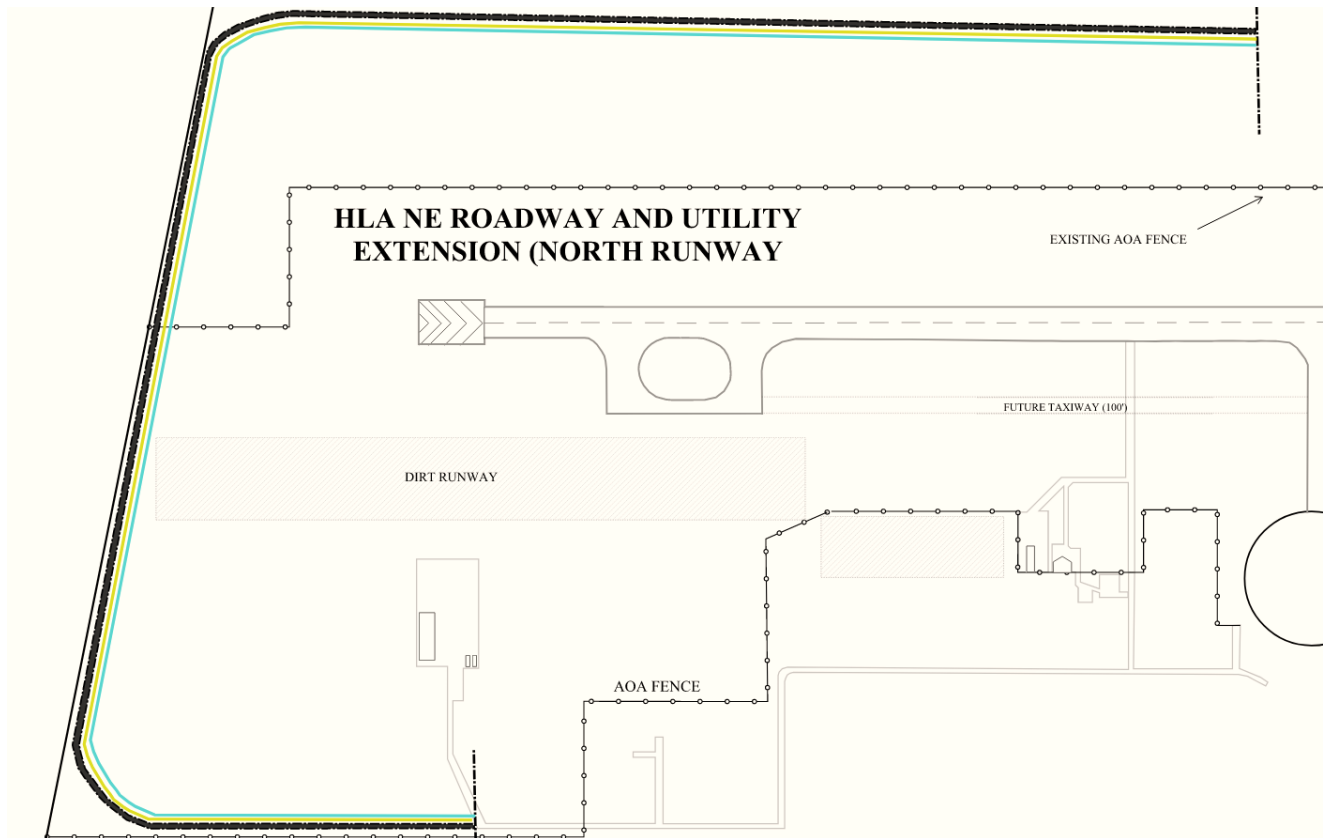 HLA NE ROADWAY AND UTILITY
EXTENSION (NORTH RUNWAY
EXISTING AOA FENCE
FUTURE TAXIWAY (100')
DIRT RUNWAY
AOA FENCE